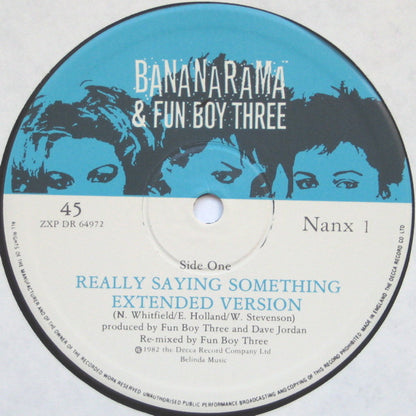 BANANARAMA
& FUN BOY THREE
45
ZXP DR 64972
Nanx 1
Side One
REALLY SAYING SOMETHING
EXTENDED VERSION
(N. Whitfield/E. Holland/W. Stevenson)
produced by Fun Boy Three and Dave Jordan
Re-mixed by Fun Boy Three
℗1982 the Decca Record Company Ltd
Belinda Music
ALL RIGHTS OF THE MANUFACTURER AND OF THE OWNER OF THE RECORDED WORK RESERVED UNAUTHORISED PUBLIC PERFORMANCE BROADCASTING AND COPYING OF THIS RECORD PROHIBITED MADE IN ENGLAND THE DECCA RECORD CO LTD